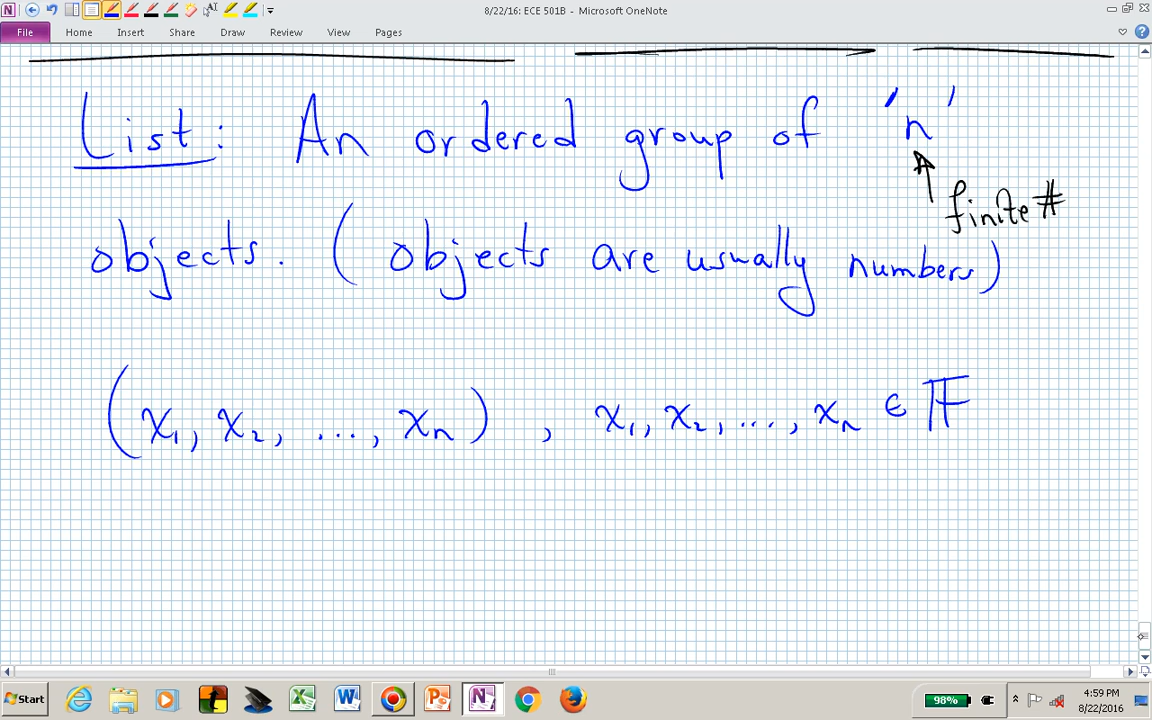 8/22/16: ECE 501B - Microsoft OneNote
File Home Insert Share Draw Review View Pages
List: An ordered group of 'n'
finite #
objects. (objects are usually numbers)
(x₁, x₂, ..., xₙ) , x₁, x₂, ..., xₙ ∈ 𝔽
Start 98% 4:59 PM
8/22/2016